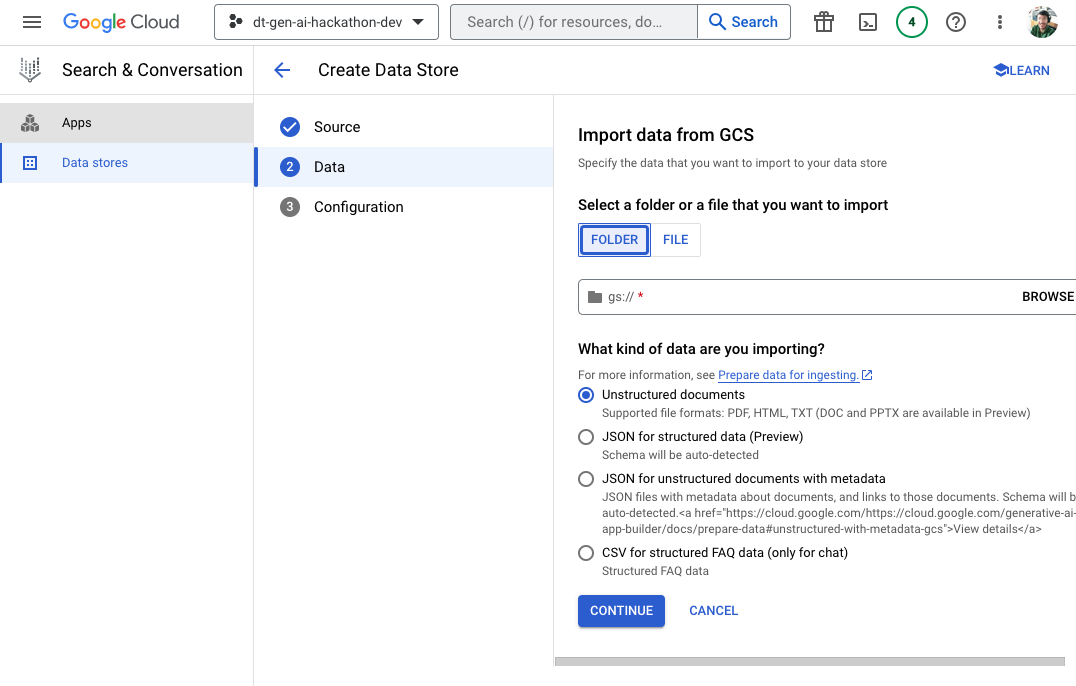 Google Cloud
dt-gen-ai-hackathon-dev
Search (/) for resources, do...
Search
4
Search & Conversation
Create Data Store
LEARN
Apps
Data stores
Source
2 Data
3 Configuration
Import data from GCS
Specify the data that you want to import to your data store
Select a folder or a file that you want to import
FOLDER
FILE
gs:// *
BROWSE
What kind of data are you importing?
For more information, see Prepare data for ingesting.
Unstructured documents
Supported file formats: PDF, HTML, TXT (DOC and PPTX are available in Preview)
JSON for structured data (Preview)
Schema will be auto-detected
JSON for unstructured documents with metadata
JSON files with metadata about documents, and links to those documents. Schema will b
auto-detected.<a href="https://cloud.google.com/https://cloud.google.com/generative-ai-
app-builder/docs/prepare-data#unstructured-with-metadata-gcs">View details</a>
CSV for structured FAQ data (only for chat)
Structured FAQ data
CONTINUE
CANCEL